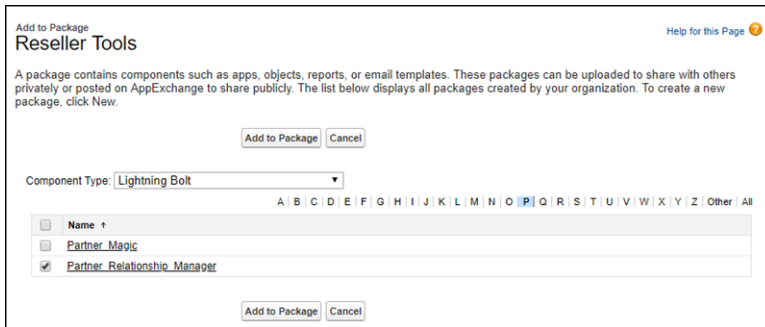 Add to Package
Reseller Tools
Help for this Page
A package contains components such as apps, objects, reports, or email templates. These packages can be uploaded to share with others
privately or posted on AppExchange to share publicly. The list below displays all packages created by your organization. To create a new
package, click New.
Add to Package Cancel
Component Type: Lightning Bolt
A | B | C | D | E | F | G | H | I | J | K | L | M | N | O | P | Q | R | S | T | U | V | W | X | Y | Z | Other | All
Name ↑
Partner_Magic
Partner_Relationship_Manager
Add to Package Cancel